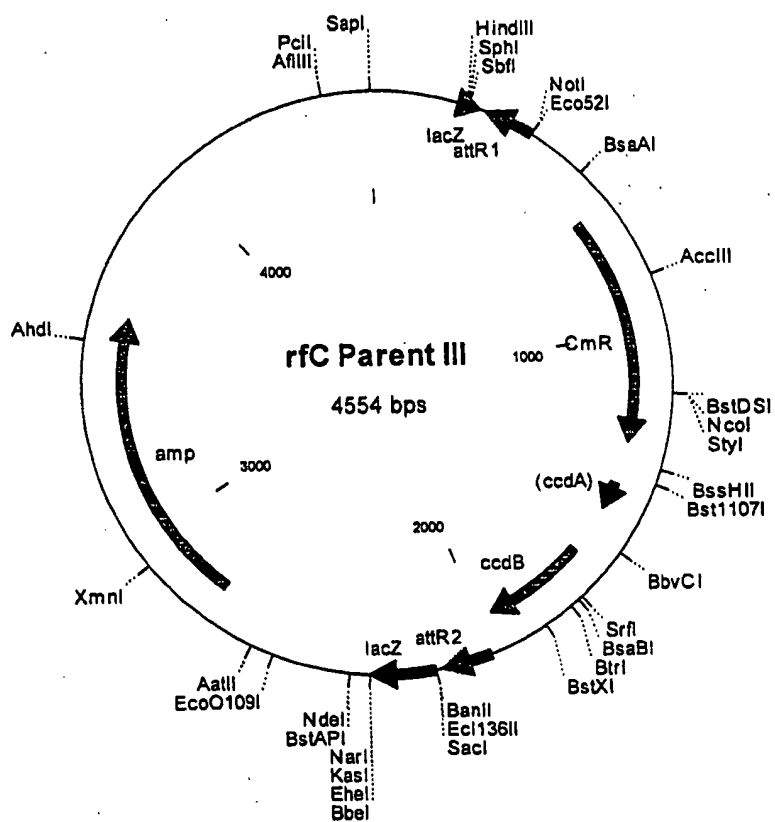 SapI
PciI
AflIII
HindIII
SphI
SbfI
NotI
Eco52I
lacZ
attR1
BsaAI
4000
AccIII
AhdI
rfC Parent III
4554 bps
1000
CmR
BstDSI
NcoI
StyI
amp
3000
(ccdA)
BssHII
Bst1107I
2000
ccdB
BbvCI
XmnI
SrfI
BsaBI
BtrI
BstXI
lacZ
attR2
AatII
EcoO109I
NdeI
BstAPI
NarI
KasI
EheI
BbeI
BanII
Ecl136II
SacI